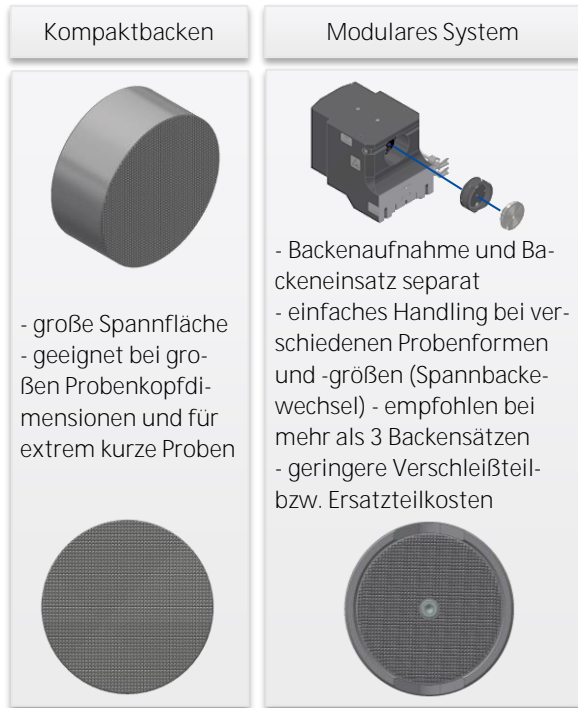 Kompaktbacken
- große Spannfläche
- geeignet bei gro-
ßen Probenkopfdi-
mensionen und für
extrem kurze Proben
Modulares System
- Backenaufnahme und Ba-
ckeneinsatz separat
- einfaches Handling bei ver-
schiedenen Probenformen
und -größen (Spannbacke-
wechsel) - empfohlen bei
mehr als 3 Backensätzen
- geringere Verschleißteil-
bzw. Ersatzteilkosten